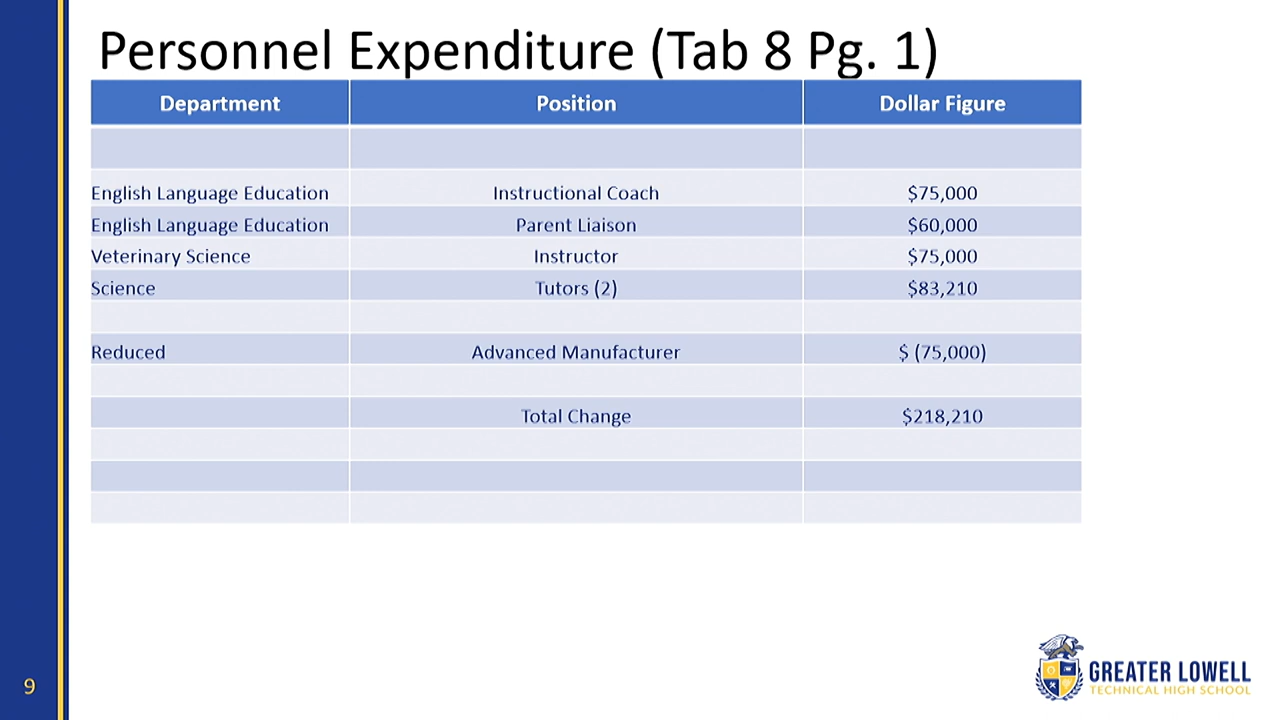 Personnel Expenditure (Tab 8 Pg. 1)
Department Position Dollar Figure
English Language Education Instructional Coach $75,000
English Language Education Parent Liaison $60,000
Veterinary Science Instructor $75,000
Science Tutors (2) $83,210
Reduced Advanced Manufacturer $ (75,000)
Total Change $218,210
9
GREATER LOWELL
TECHNICAL HIGH SCHOOL